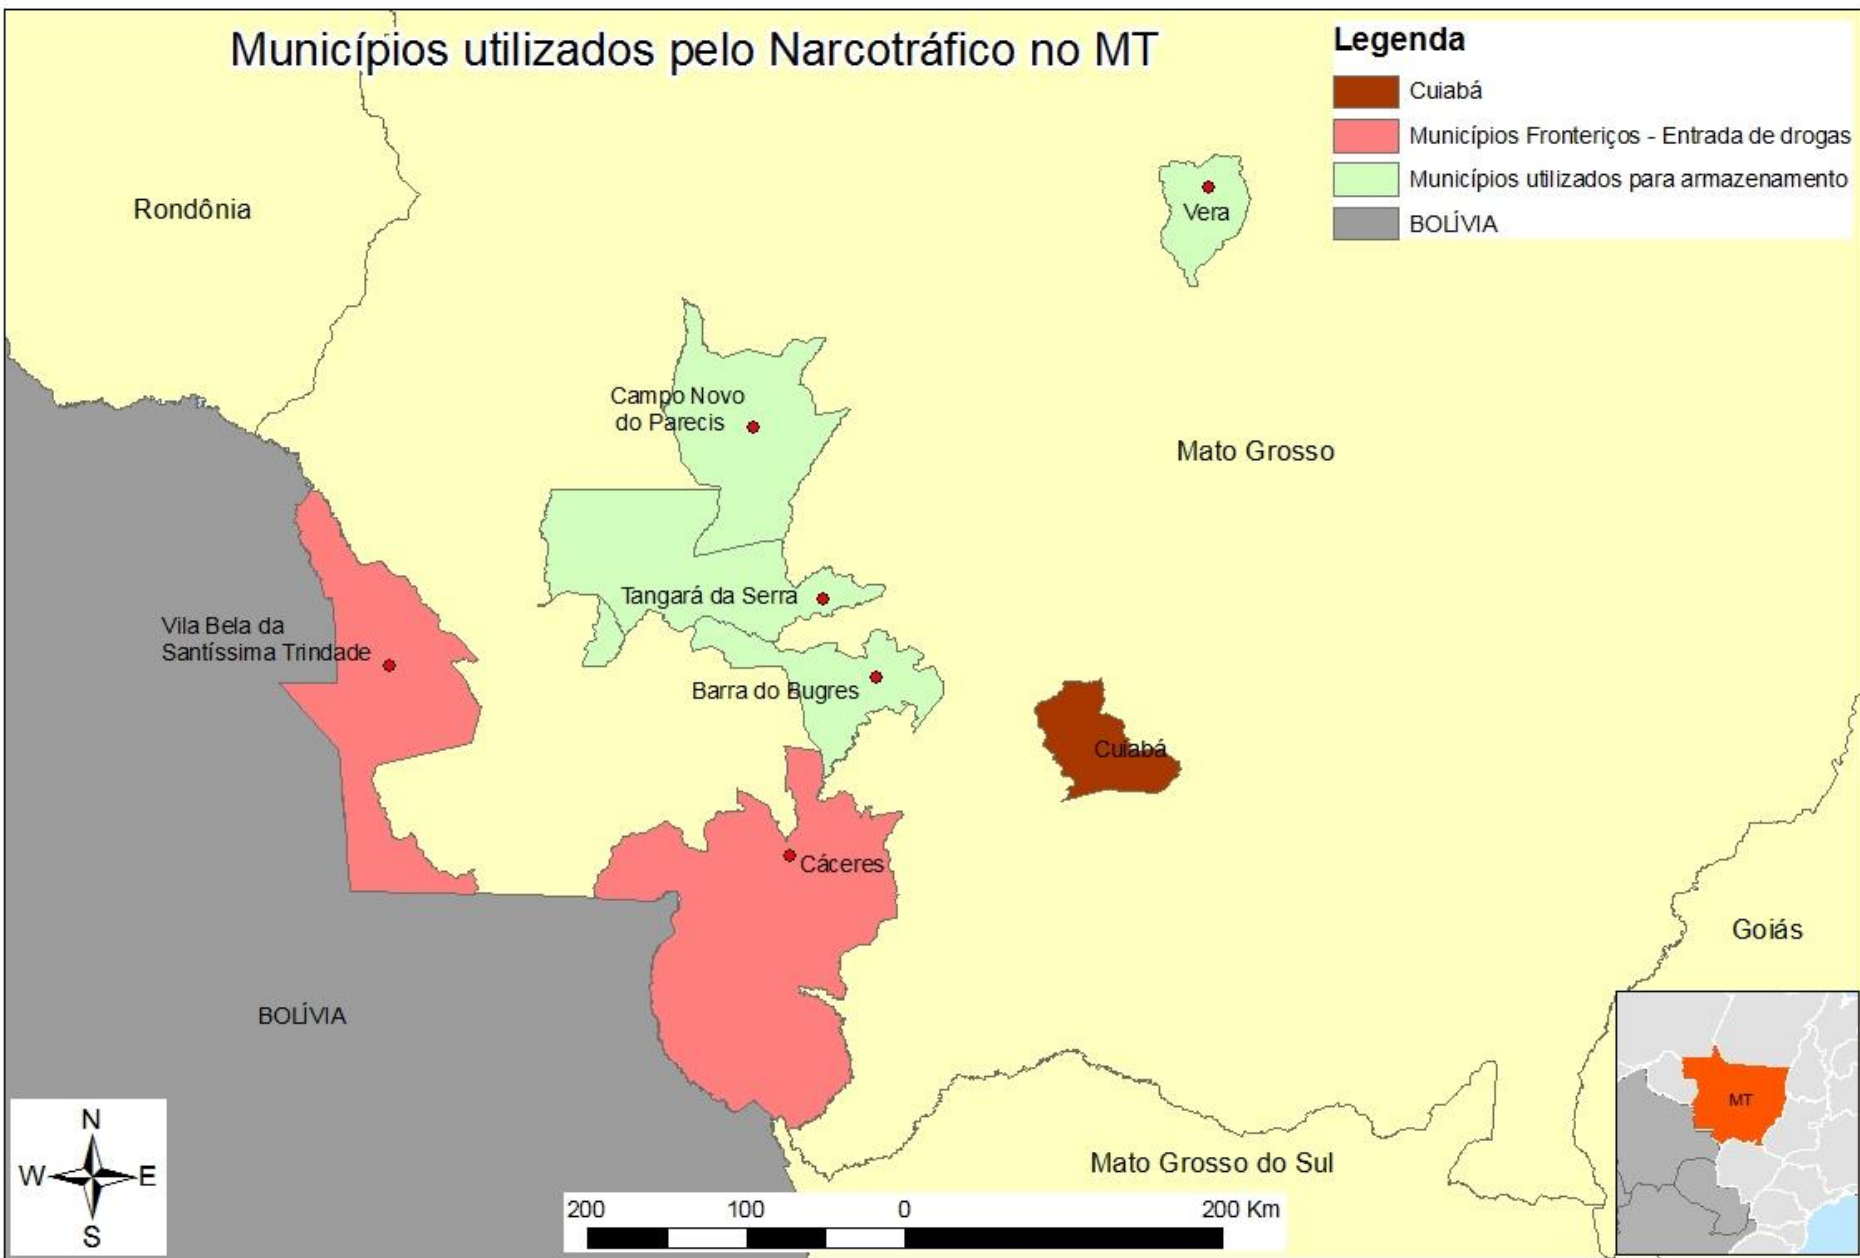 Municípios utilizados pelo Narcotráfico no MT
Legenda
Cuiabá
Municípios Fronteriços - Entrada de drogas
Municípios utilizados para armazenamento
BOLÍVIA
Rondônia
Vera
Campo Novo
do Parecis
Mato Grosso
Tangará da Serra
Vila Bela da
Santíssima Trindade
Barra do Bugres
Cuiabá
Cáceres
Goiás
BOLÍVIA
MT
N
W E
S
Mato Grosso do Sul
200 100 0 200 Km